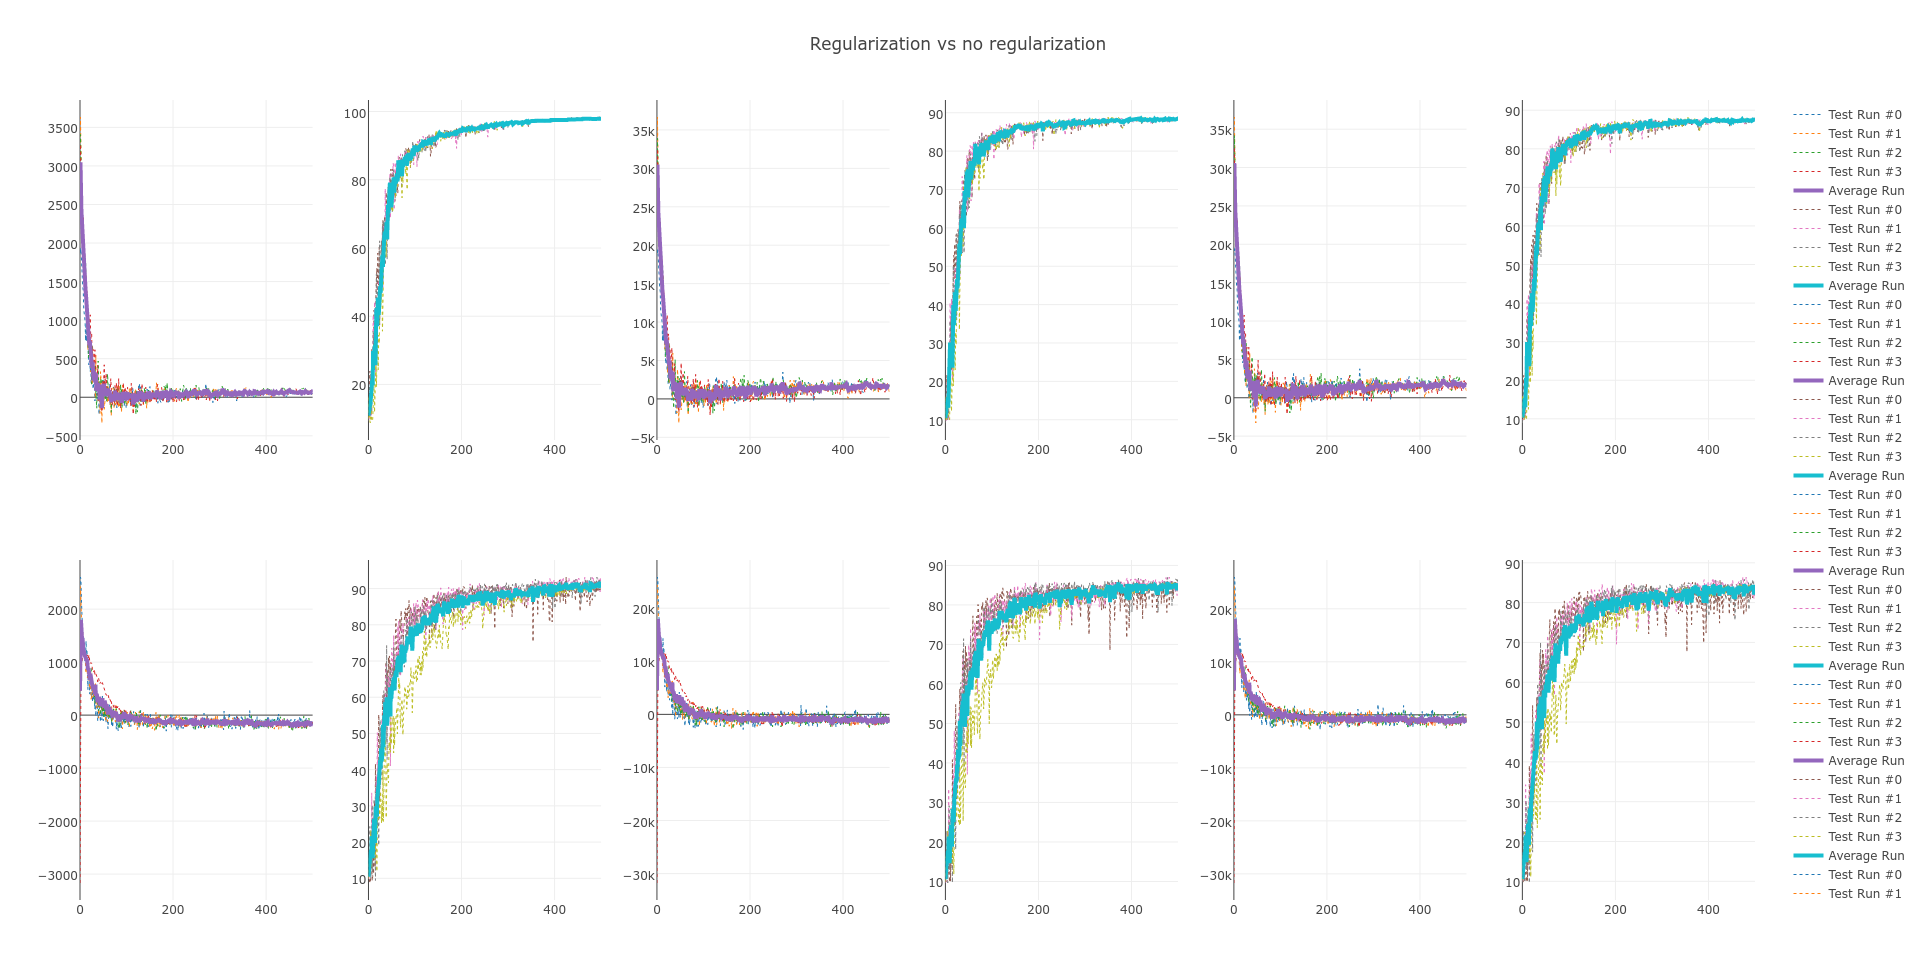 Regularization vs no regularization
3500
3000
2500
2000
1500
1000
500
0
−500
0 200 400
100
80
60
40
20
0 200 400
35k
30k
25k
20k
15k
10k
5k
0
−5k
0 200 400
90
80
70
60
50
40
30
20
10
0 200 400
35k
30k
25k
20k
15k
10k
5k
0
−5k
0 200 400
90
80
70
60
50
40
30
20
10
0 200 400
2000
1000
0
−1000
−2000
−3000
0 200 400
90
80
70
60
50
40
30
20
10
0 200 400
20k
10k
0
−10k
−20k
−30k
0 200 400
90
80
70
60
50
40
30
20
10
0 200 400
20k
10k
0
−10k
−20k
−30k
0 200 400
90
80
70
60
50
40
30
20
10
0 200 400
Test Run #0
Test Run #1
Test Run #2
Test Run #3
Average Run
Test Run #0
Test Run #1
Test Run #2
Test Run #3
Average Run
Test Run #0
Test Run #1
Test Run #2
Test Run #3
Average Run
Test Run #0
Test Run #1
Test Run #2
Test Run #3
Average Run
Test Run #0
Test Run #1
Test Run #2
Test Run #3
Average Run
Test Run #0
Test Run #1
Test Run #2
Test Run #3
Average Run
Test Run #0
Test Run #1
Test Run #2
Test Run #3
Average Run
Test Run #0
Test Run #1
Test Run #2
Test Run #3
Average Run
Test Run #0
Test Run #1